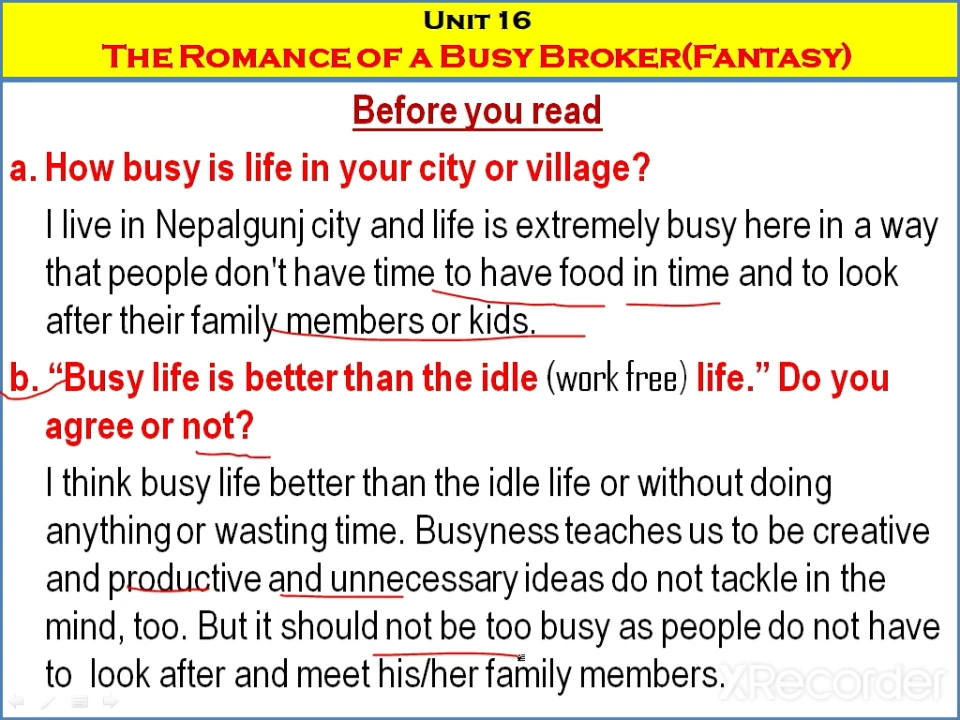 UNIT 16
THE ROMANCE OF A BUSY BROKER(FANTASY)
Before you read
a. How busy is life in your city or village?
I live in Nepalgunj city and life is extremely busy here in a way
that people don't have time to have food in time and to look
after their family members or kids.
b. “Busy life is better than the idle (work free) life.” Do you
agree or not?
I think busy life better than the idle life or without doing
anything or wasting time. Busyness teaches us to be creative
and productive and unnecessary ideas do not tackle in the
mind, too. But it should not be too busy as people do not have
to look after and meet his/her family members.
XRecorder